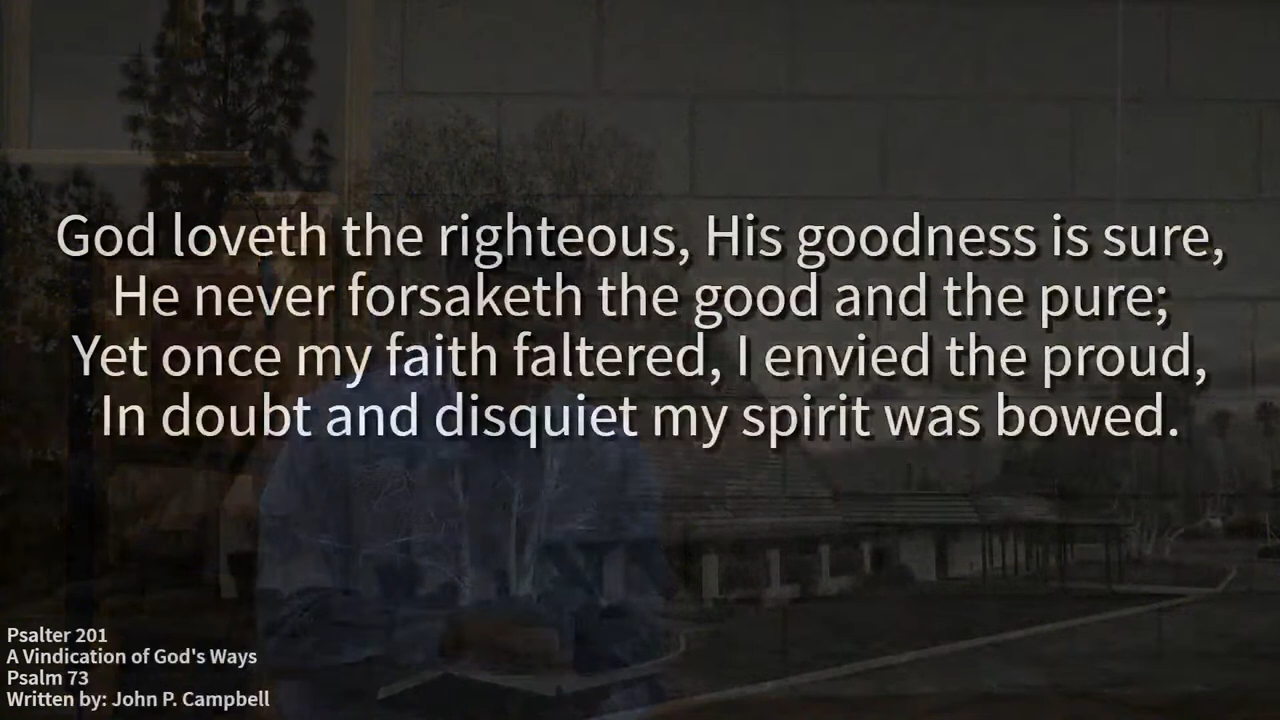 God loveth the righteous, His goodness is sure,
He never forsaketh the good and the pure;
Yet once my faith faltered, I envied the proud,
In doubt and disquiet my spirit was bowed.
Psalter 201
A Vindication of God's Ways
Psalm 73
Written by: John P. Campbell